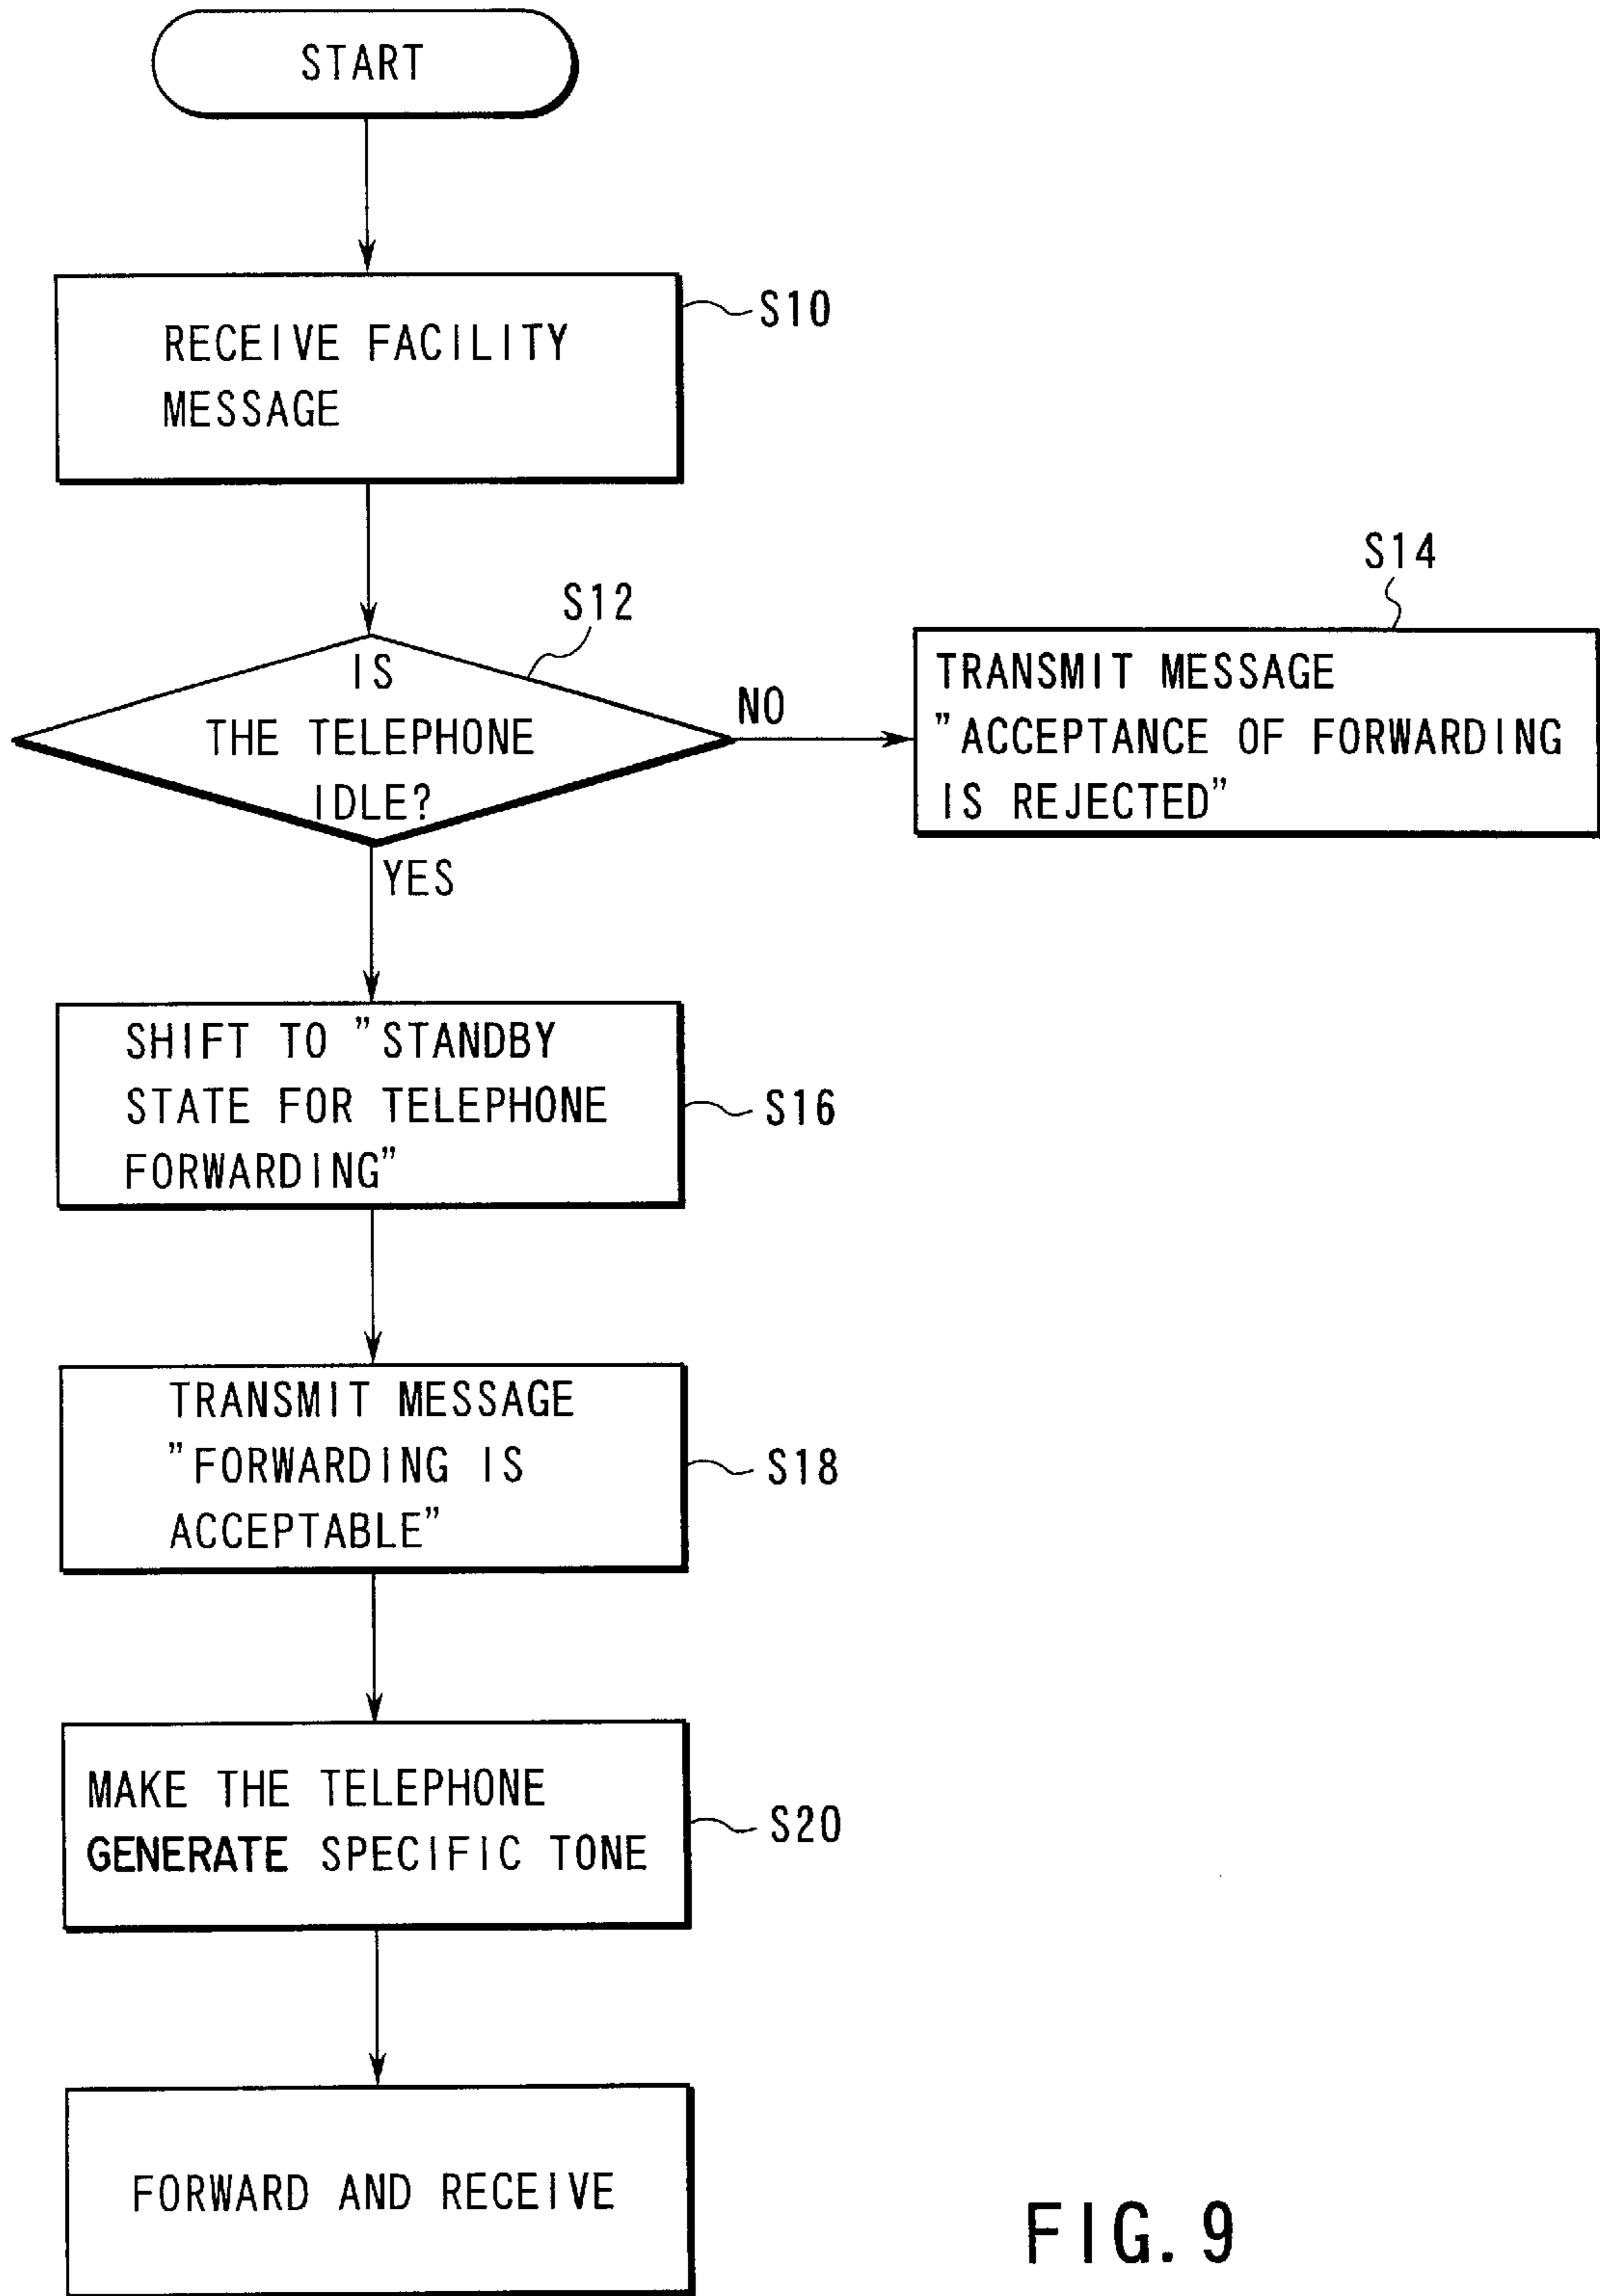 START
RECEIVE FACILITY
MESSAGE
S10
S12
IS
THE TELEPHONE
IDLE?
NO
YES
S14
TRANSMIT MESSAGE
"ACCEPTANCE OF FORWARDING
IS REJECTED"
SHIFT TO "STANDBY
STATE FOR TELEPHONE
FORWARDING"
S16
TRANSMIT MESSAGE
"FORWARDING IS
ACCEPTABLE"
S18
MAKE THE TELEPHONE
GENERATE SPECIFIC TONE
S20
FORWARD AND RECEIVE
FIG. 9